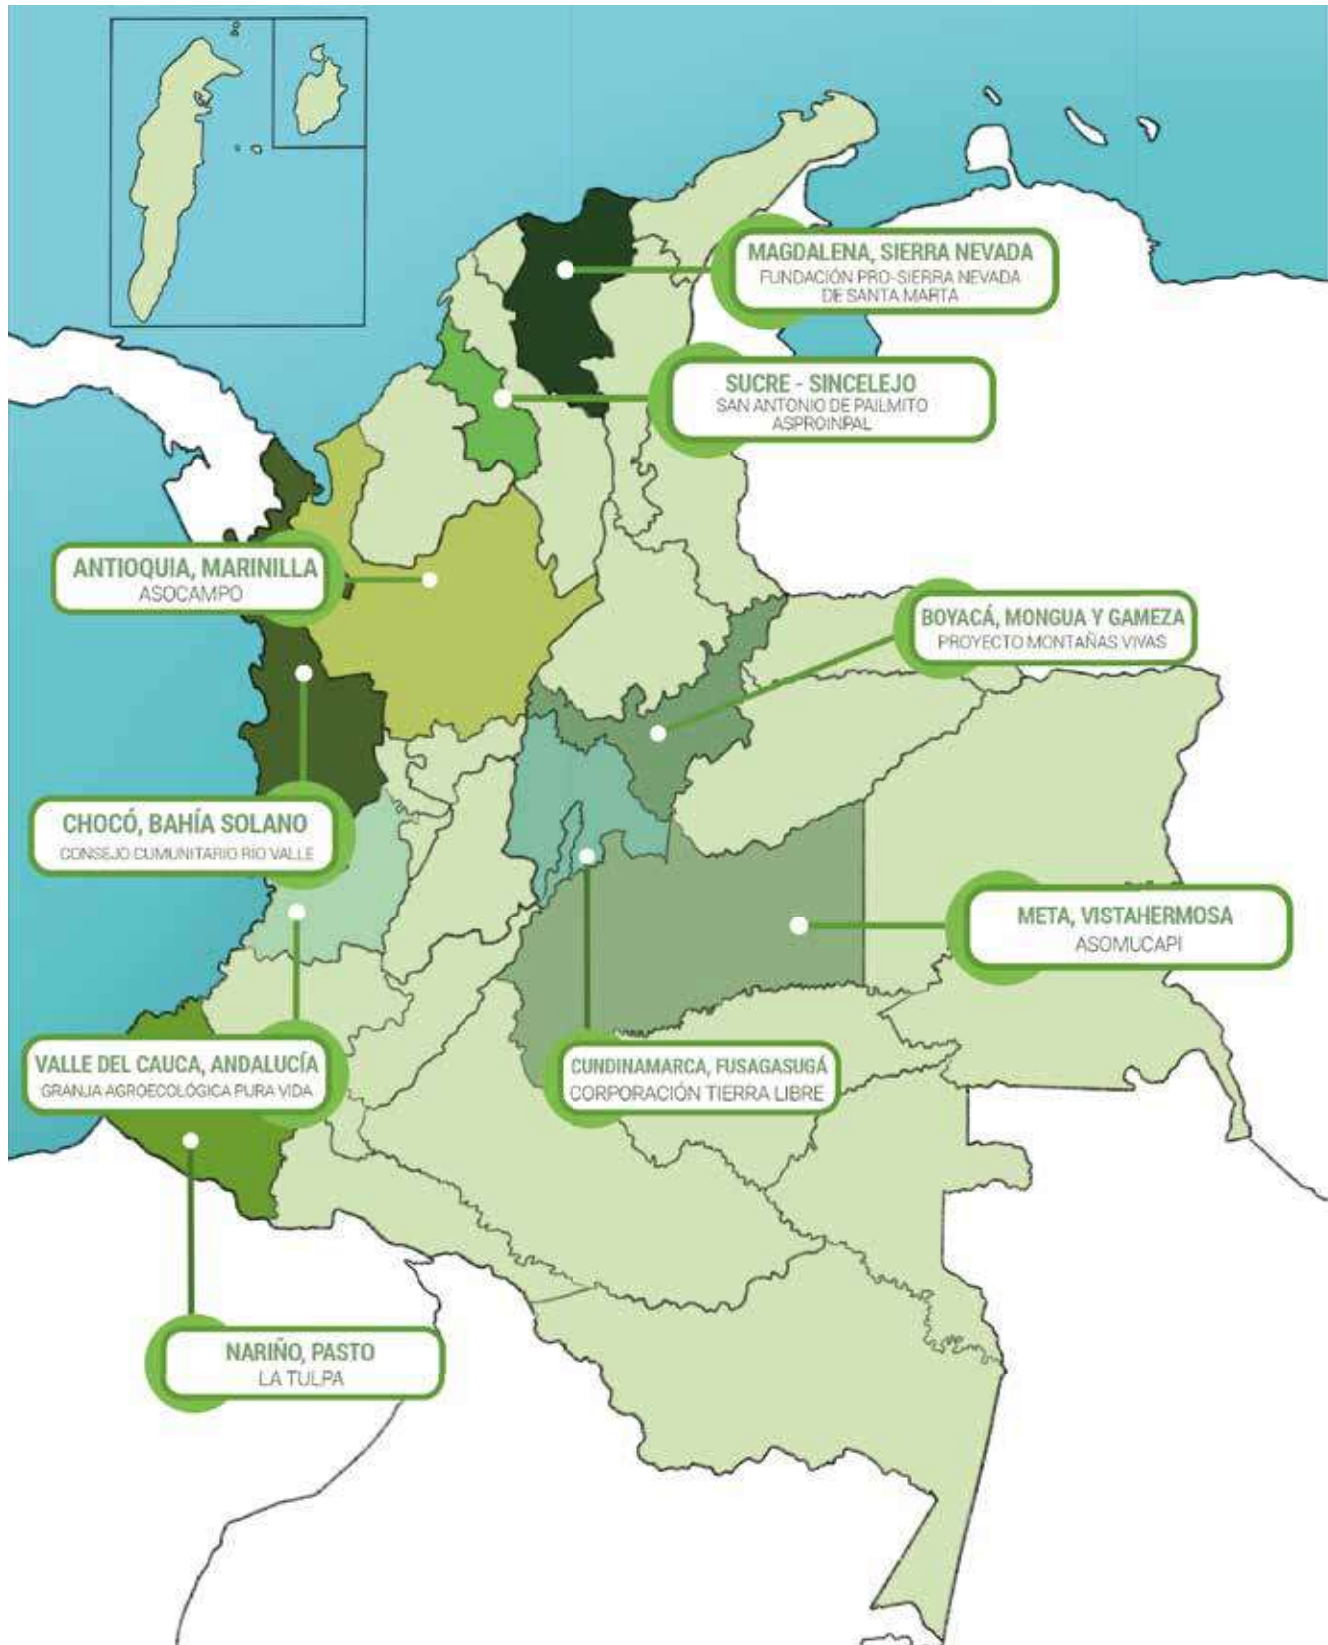 MAGDALENA, SIERRA NEVADA
FUNDACIÓN PRO-SIERRA NEVADA
DE SANTA MARTA
SUCRE - SINCELEJO
SAN ANTONIO DE PAILMITO
ASPROINPAL
ANTIOQUIA, MARINILLA
ASOCAMPO
BOYACÁ, MONGUA Y GAMEZA
PROYECTO MONTAÑAS VIVAS
CHOCÓ, BAHÍA SOLANO
CONSEJO CUMUNITARIO RÍO VALLE
META, VISTAHERMOSA
ASOMUCAPI
VALLE DEL CAUCA, ANDALUCÍA
GRANJA AGROECOLÓGICA PURA VIDA
CUNDINAMARCA, FUSAGASUGÁ
CORPORACIÓN TIERRA LIBRE
NARIÑO, PASTO
LA TULPA